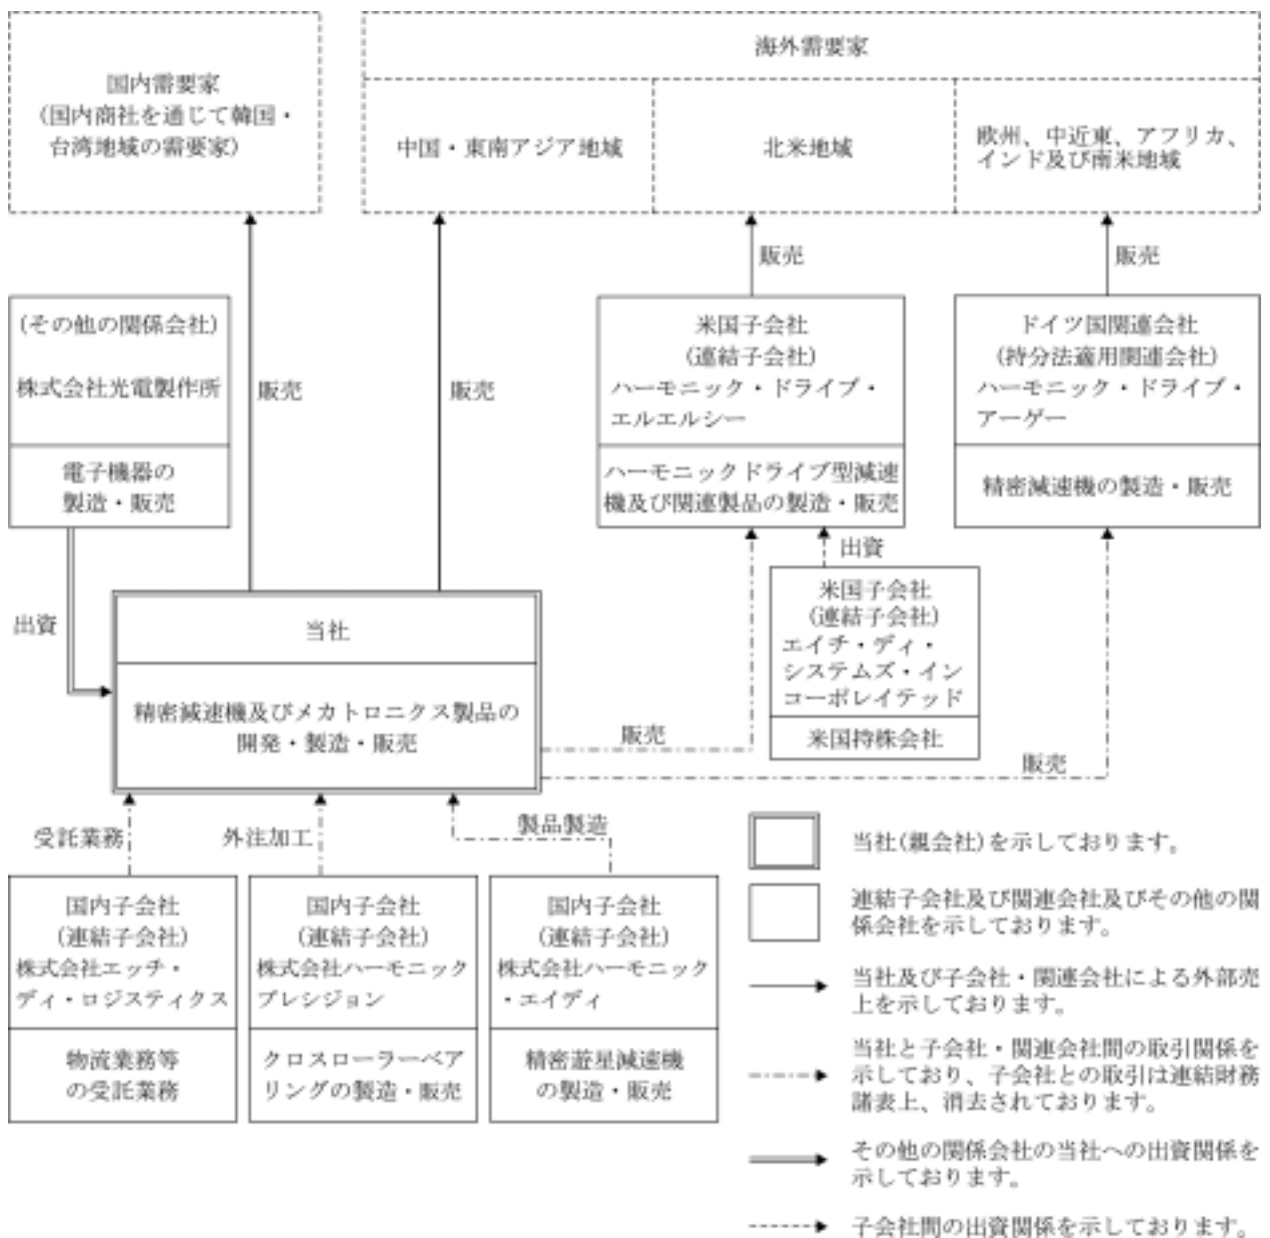 国内需要家
(国内商社を通じて韓国・
台湾地域の需要家)
海外需要家
中国・東南アジア地域
北米地域
欧州、中近東、アフリカ、
インド及び南米地域
販売
販売
販売
販売
(その他の関係会社)
株式会社光電製作所
電子機器の
製造・販売
米国子会社
(連結子会社)
ハーモニック・ドライブ・
エルエルシー
ハーモニックドライブ型減速
機及び関連製品の製造・販売
ドイツ国関連会社
(持分法適用関連会社)
ハーモニック・ドライブ・
アーゲー
精密減速機の製造・販売
出資
出資
米国子会社
(連結子会社)
エイチ・ディ・
システムズ・イン
コーポレイテッド
米国持株会社
当社
精密減速機及びメカトロニクス製品の
開発・製造・販売
販売
販売
受託業務
外注加工
製品製造
国内子会社
(連結子会社)
株式会社エッチ・
ディ・ロジスティクス
物流業務等
の受託業務
国内子会社
(連結子会社)
株式会社ハーモニック
プレシジョン
クロスローラーベア
リングの製造・販売
国内子会社
(連結子会社)
株式会社ハーモニック
・エイディ
精密遊星減速機
の製造・販売
当社(親会社)を示しております。
連結子会社及び関連会社及びその他の関
係会社を示しております。
当社及び子会社・関連会社による外部売
上を示しております。
当社と子会社・関連会社間の取引関係を
示しており、子会社との取引は連結財務
諸表上、消去されております。
その他の関係会社の当社への出資関係を
示しております。
子会社間の出資関係を示しております。